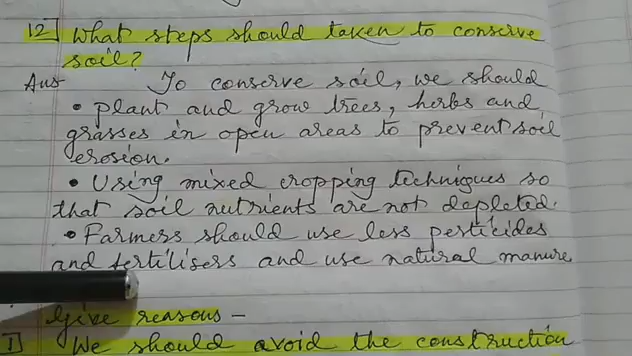 12 What steps should taken to conserve
soil?
Ans To conserve soil, we should
• plant and grow trees, herbs and
grasses in open areas to prevent soil
erosion.
• Using mixed cropping techniques so
that soil nutrients are not depleted.
• Farmers should use less pesticides
and fertilisers and use natural manure
Give reasons –
1 We should avoid the construction